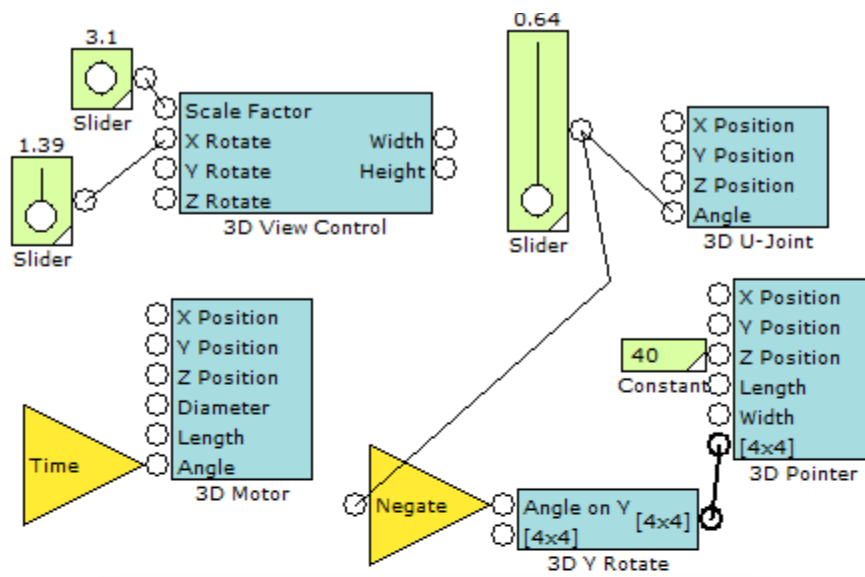 3.1
Slider
1.39
Slider
Scale Factor
X Rotate
Y Rotate
Z Rotate
Width
Height
3D View Control
0.64
Slider
X Position
Y Position
Z Position
Angle
3D U-Joint
X Position
Y Position
Z Position
Diameter
Length
Angle
3D Motor
Time
40
Constant
X Position
Y Position
Z Position
Length
Width
[4x4]
3D Pointer
Negate
Angle on Y
[4x4]
[4x4]
3D Y Rotate